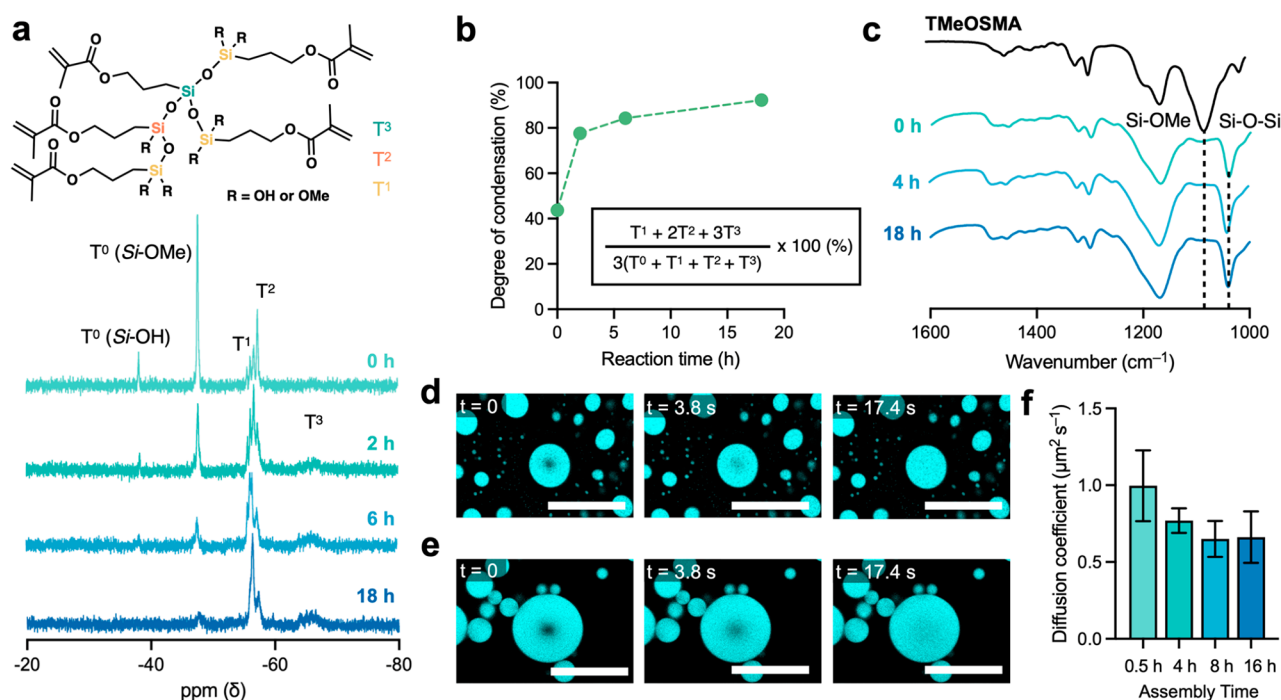 a
O
O
R
R
Si
O
O
O
O
Si
O
O
R
R
O
O
Si
R
O
Si
R
O
O
O
O
O
Si
R
R
R = OH or OMe
T³
T²
T¹
T⁰ (Si-OMe)
T⁰ (Si-OH)
T¹
T²
T³
0 h
2 h
6 h
18 h
-20
-40
-60
-80
ppm (δ)
b
Degree of condensation (%)
100
80
60
40
20
0
0
5
10
15
20
Reaction time (h)
T¹ + 2T² + 3T³
3(T⁰ + T¹ + T² + T³)
x 100 (%)
c
TMeOSMA
Si-OMe
Si-O-Si
0 h
4 h
18 h
1600
1400
1200
1000
Wavenumber (cm⁻¹)
d
t = 0
t = 3.8 s
t = 17.4 s
e
t = 0
t = 3.8 s
t = 17.4 s
f
Diffusion coefficient (µm² s⁻¹)
1.5
1.0
0.5
0.0
0.5 h
4 h
8 h
16 h
Assembly Time